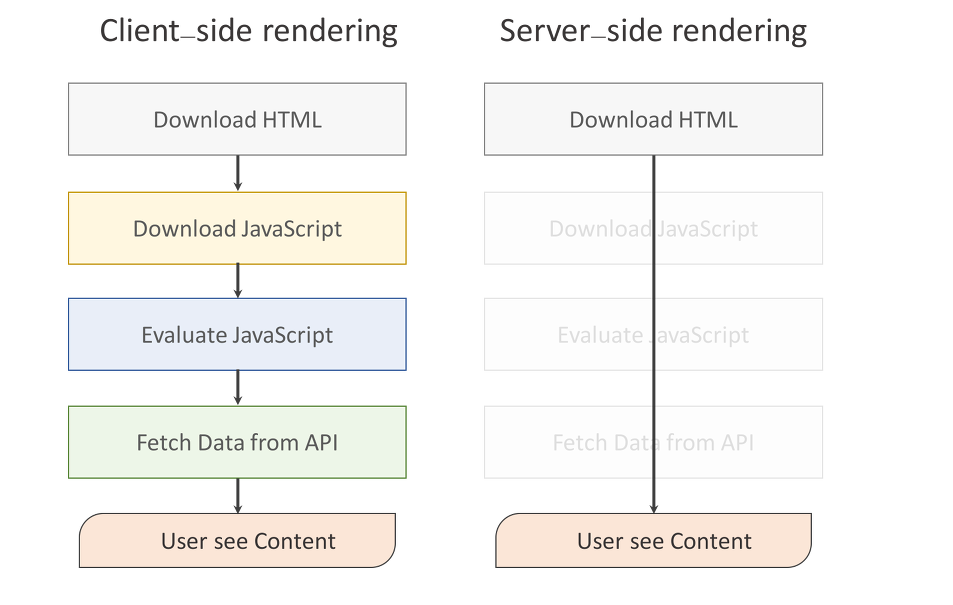 Client–side rendering
Server–side rendering
Download HTML
Download HTML
Download JavaScript
Download JavaScript
Evaluate JavaScript
Evaluate JavaScript
Fetch Data from API
Fetch Data from API
User see Content
User see Content